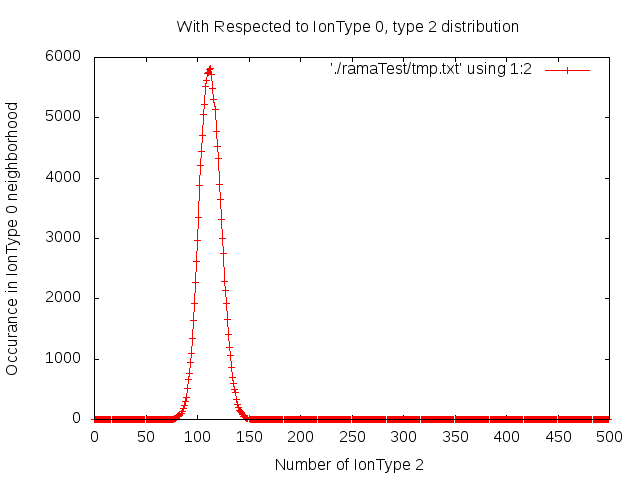 With Respected to IonType 0, type 2 distribution
'./ramaTest/tmp.txt' using 1:2
Occurance in IonType 0 neighborhood
6000
5000
4000
3000
2000
1000
0
0 50 100 150 200 250 300 350 400 450 500
Number of IonType 2